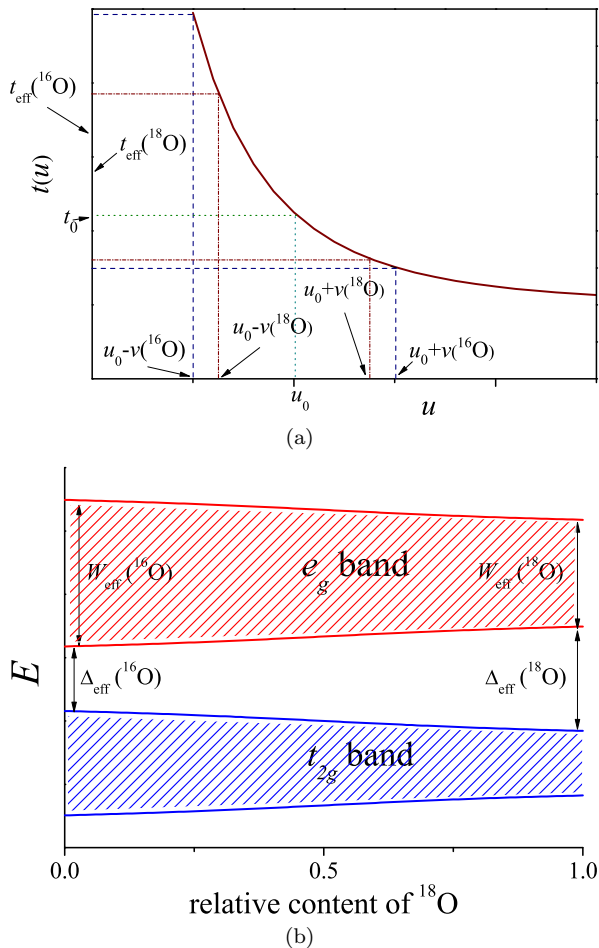 t_eff(^16O)
t_eff(^18O)
t(u)
t_0
u_0+v(^18O)
u_0-v(^18O)
u_0-v(^16O)
u_0+v(^16O)
u_0
u
(a)
W_eff(^16O)
e_g band
W_eff(^18O)
E
Δ_eff(^16O)
Δ_eff(^18O)
t_2g band
0.0 0.5 1.0
relative content of ^18O
(b)